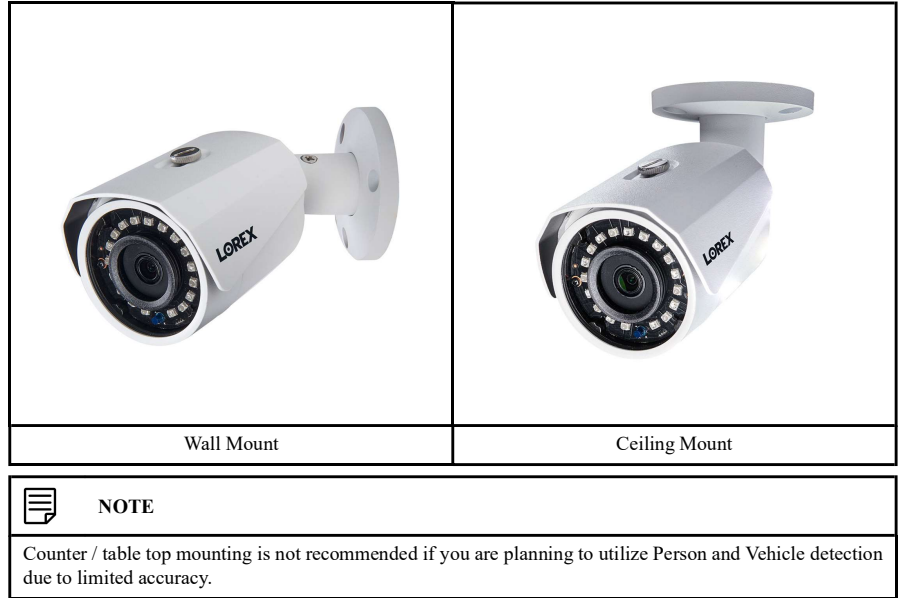 LOREX
LOREX
Wall Mount
Ceiling Mount
NOTE
Counter / table top mounting is not recommended if you are planning to utilize Person and Vehicle detection
due to limited accuracy.